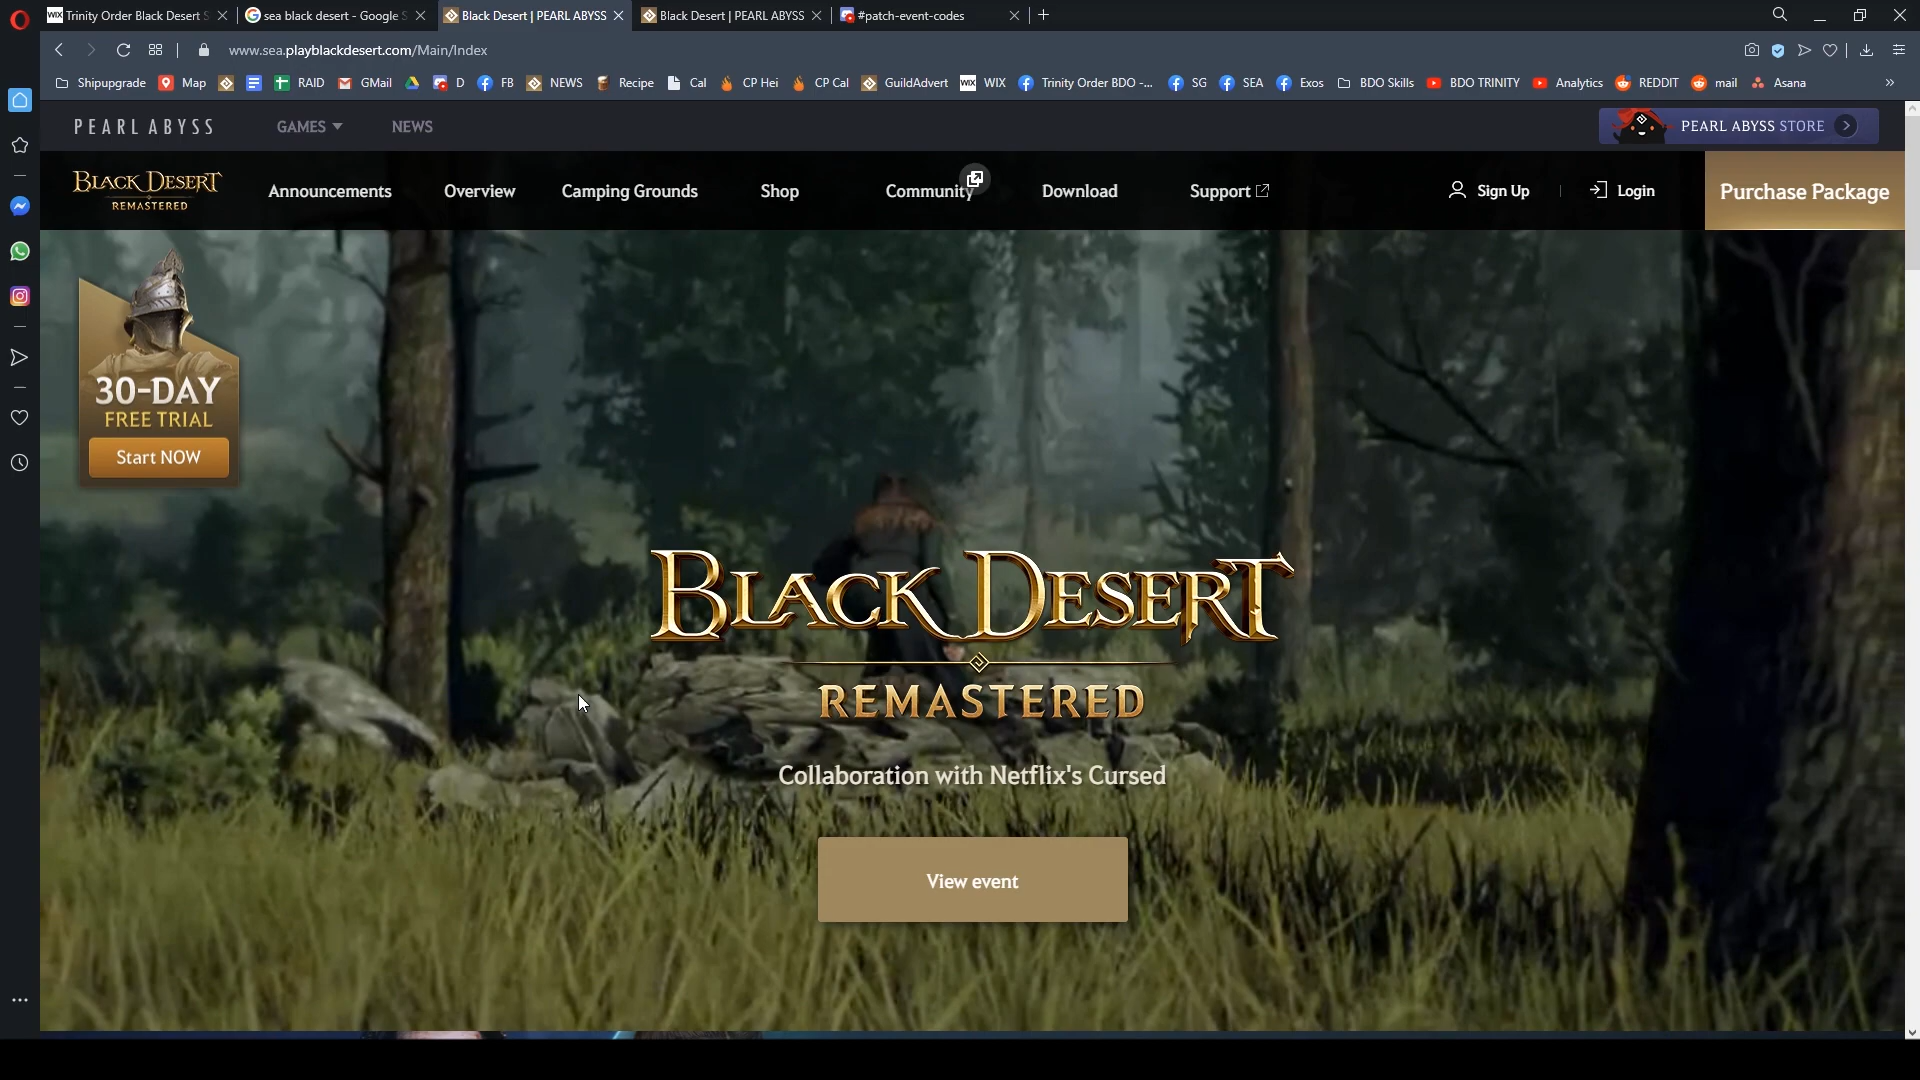 Trinity Order Black Desert S
sea black desert - Google S
Black Desert | PEARL ABYSS
Black Desert | PEARL ABYSS
#patch-event-codes
www.sea.playblackdesert.com/Main/Index
Shipupgrade
Map
RAID
GMail
D
FB
NEWS
Recipe
Cal
CP Hei
CP Cal
GuildAdvert
WIX
Trinity Order BDO -...
SG
SEA
Exos
BDO Skills
BDO TRINITY
Analytics
REDDIT
mail
Asana
PEARL ABYSS
GAMES
NEWS
PEARL ABYSS STORE
BLACK DESERT
REMASTERED
Announcements
Overview
Camping Grounds
Shop
Community
Download
Support
Sign Up
Login
Purchase Package
30-DAY
FREE TRIAL
Start NOW
BLACK DESERT
REMASTERED
Collaboration with Netflix's Cursed
View event